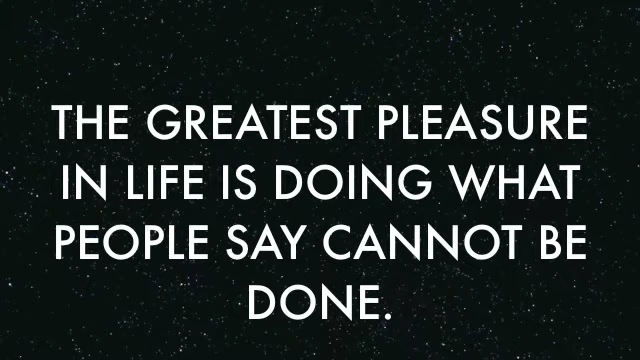 THE GREATEST PLEASURE
IN LIFE IS DOING WHAT
PEOPLE SAY CANNOT BE
DONE.